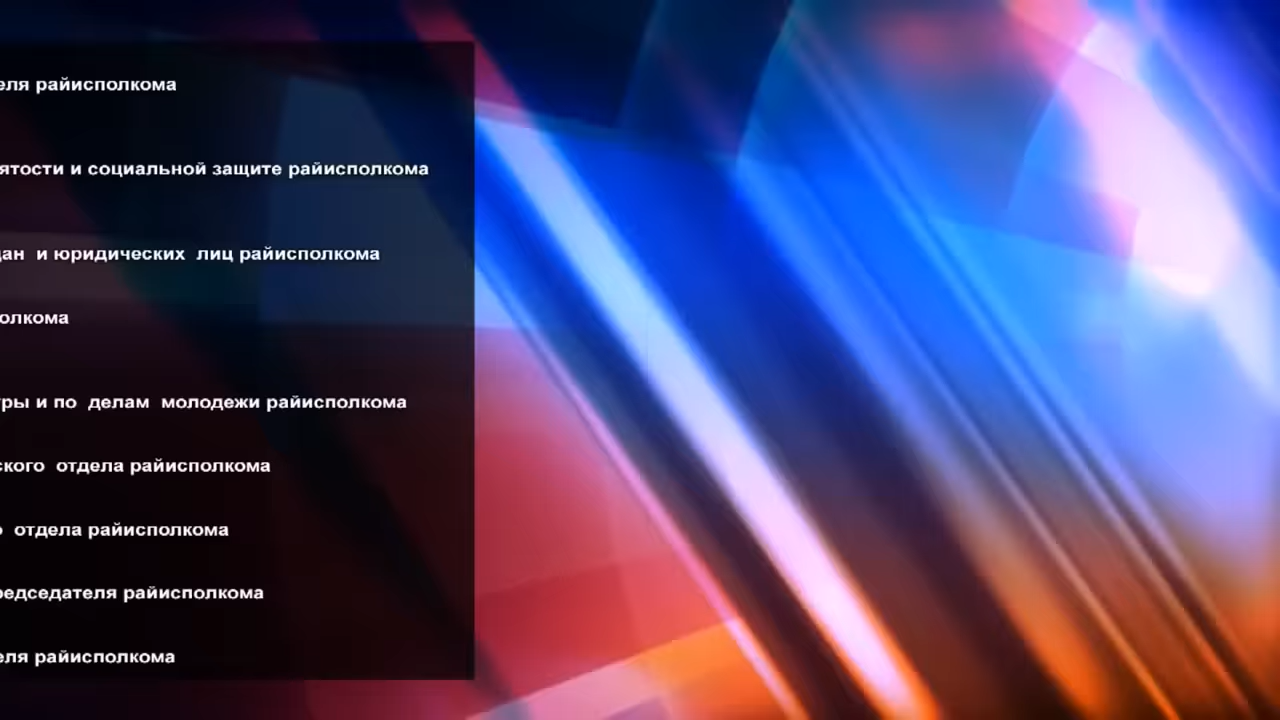 еля райисполкома
ятости и социальной защите райисполкома
дан и юридических лиц райисполкома
олкома
уры и по делам молодежи райисполкома
ского отдела райисполкома
о отдела райисполкома
редседателя райисполкома
еля райисполкома